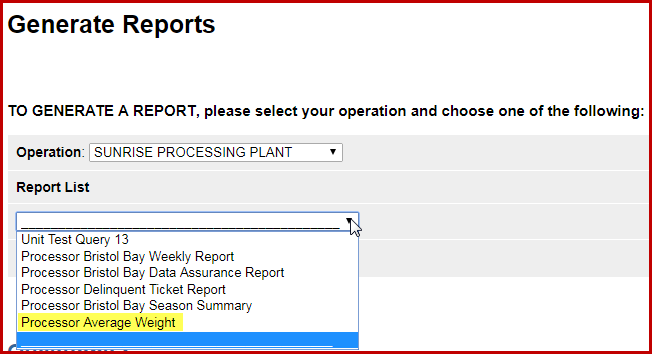 Generate Reports
TO GENERATE A REPORT, please select your operation and choose one of the following:
Operation: SUNRISE PROCESSING PLANT
Report List
Unit Test Query 13
Processor Bristol Bay Weekly Report
Processor Bristol Bay Data Assurance Report
Processor Delinquent Ticket Report
Processor Bristol Bay Season Summary
Processor Average Weight